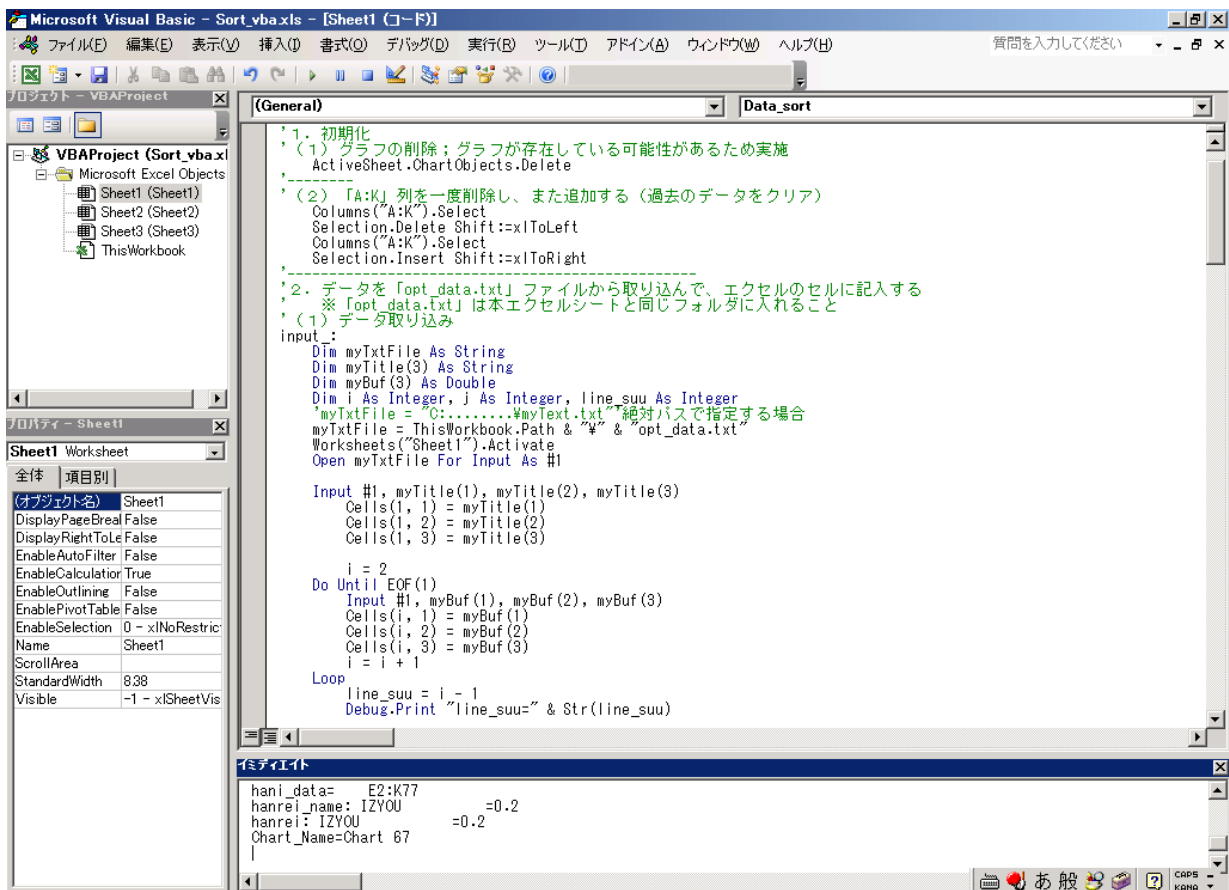 Microsoft Visual Basic - Sort_vba.xls - [Sheet1 (コード)]
ファイル(F) 編集(E) 表示(V) 挿入(I) 書式(O) デバッグ(D) 実行(R) ツール(T) アドイン(A) ウィンドウ(W) ヘルプ(H) 質問を入力してください
プロジェクト - VBAProject
VBAProject (Sort_vba.xl
Microsoft Excel Objects
Sheet1 (Sheet1)
Sheet2 (Sheet2)
Sheet3 (Sheet3)
ThisWorkbook
プロパティ - Sheet1
Sheet1 Worksheet
全体 項目別
(オブジェクト名) Sheet1
DisplayPageBreal False
DisplayRightToLe False
EnableAutoFilter False
EnableCalculation True
EnableOutlining False
EnablePivotTable False
EnableSelection 0 - xlNoRestric
Name Sheet1
ScrollArea
StandardWidth 8.38
Visible -1 - xlSheetVis
(General) Data_sort
'1. 初期化
'(1)グラフの削除;グラフが存在している可能性があるため実施
ActiveSheet.ChartObjects.Delete
'--------
'(2)「A:K」列を一度削除し、また追加する(過去のデータをクリア)
Columns("A:K").Select
Selection.Delete Shift:=xlToLeft
Columns("A:K").Select
Selection.Insert Shift:=xlToRight
'--------------------------------------------------
'2. データを「opt_data.txt」ファイルから取り込んで、エクセルのセルに記入する
' ※「opt_data.txt」は本エクセルシートと同じフォルダに入れること
'(1)データ取り込み
input_:
Dim myTxtFile As String
Dim myTitle(3) As String
Dim myBuf(3) As Double
Dim i As Integer, j As Integer, line_suu As Integer
'myTxtFile = "C:........¥myText.txt"'絶対パスで指定する場合
myTxtFile = ThisWorkbook.Path & "¥" & "opt_data.txt"
Worksheets("Sheet1").Activate
Open myTxtFile For Input As #1
Input #1, myTitle(1), myTitle(2), myTitle(3)
Cells(1, 1) = myTitle(1)
Cells(1, 2) = myTitle(2)
Cells(1, 3) = myTitle(3)
i = 2
Do Until EOF(1)
Input #1, myBuf(1), myBuf(2), myBuf(3)
Cells(i, 1) = myBuf(1)
Cells(i, 2) = myBuf(2)
Cells(i, 3) = myBuf(3)
i = i + 1
Loop
line_suu = i - 1
Debug.Print "line_suu=" & Str(line_suu)
イミディエイト
hani_data= E2:K77
hanrei_name: IZYOU =0.2
hanrei: IZYOU =0.2
Chart_Name=Chart 67
あ 般 CAPS
KANA